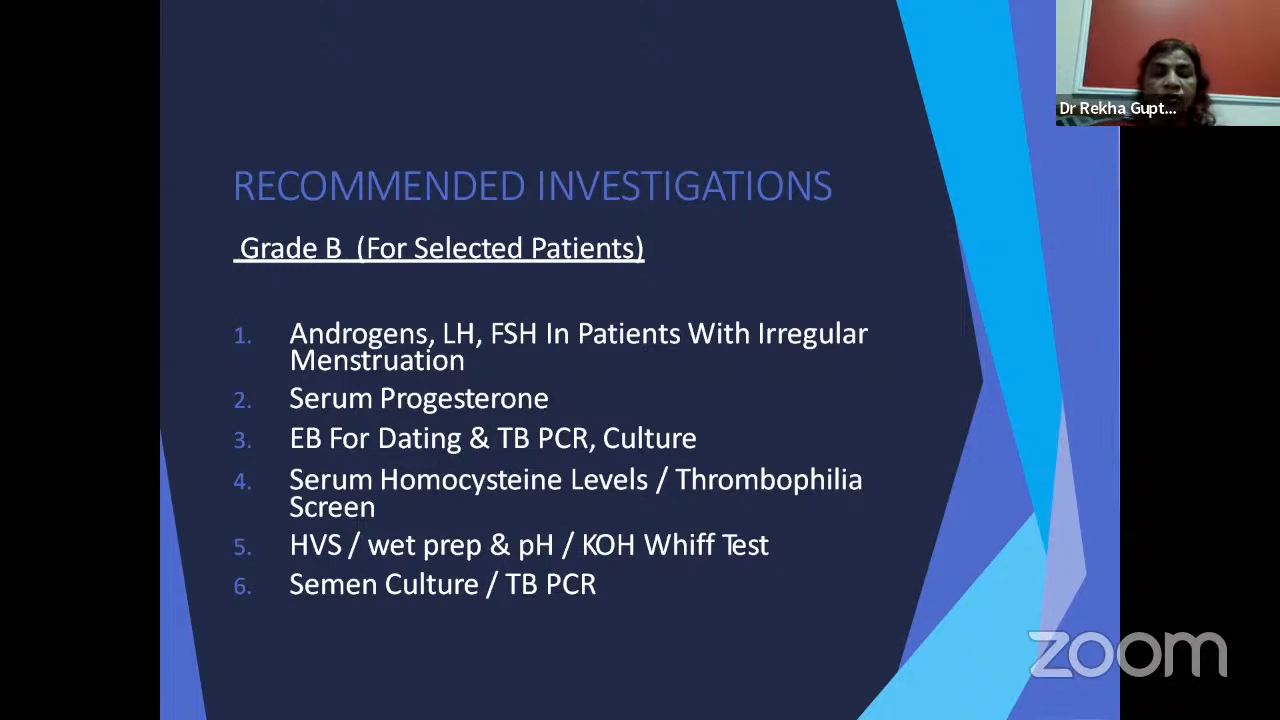 Dr Rekha Gupt...
RECOMMENDED INVESTIGATIONS
Grade B (For Selected Patients)
1. Androgens, LH, FSH In Patients With Irregular
Menstruation
2. Serum Progesterone
3. EB For Dating & TB PCR, Culture
4. Serum Homocysteine Levels / Thrombophilia
Screen
5. HVS / wet prep & pH / KOH Whiff Test
6. Semen Culture / TB PCR
zoom